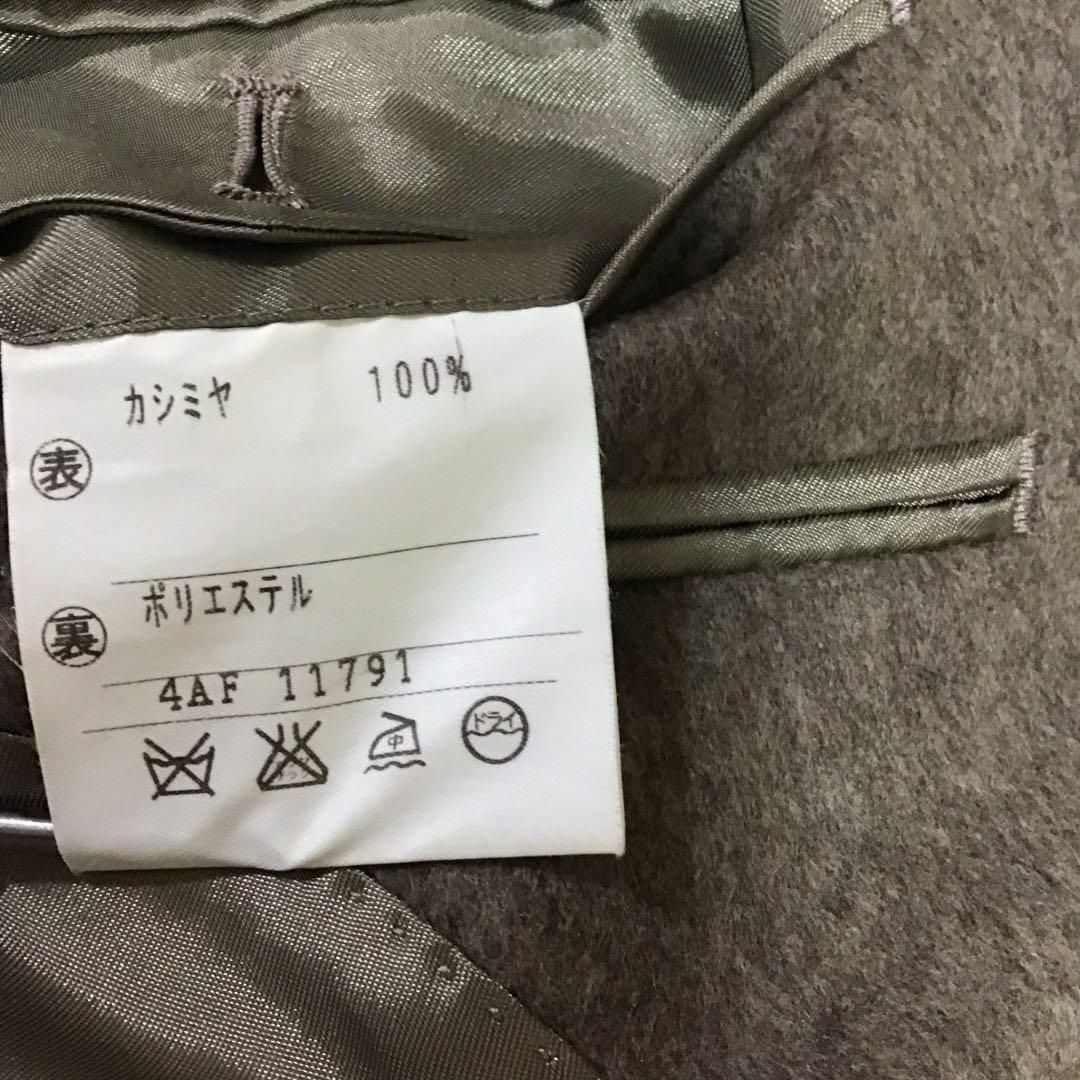 カシミヤ 100%
表
ポリエステル
裏
4AF 11791
中 ドライ